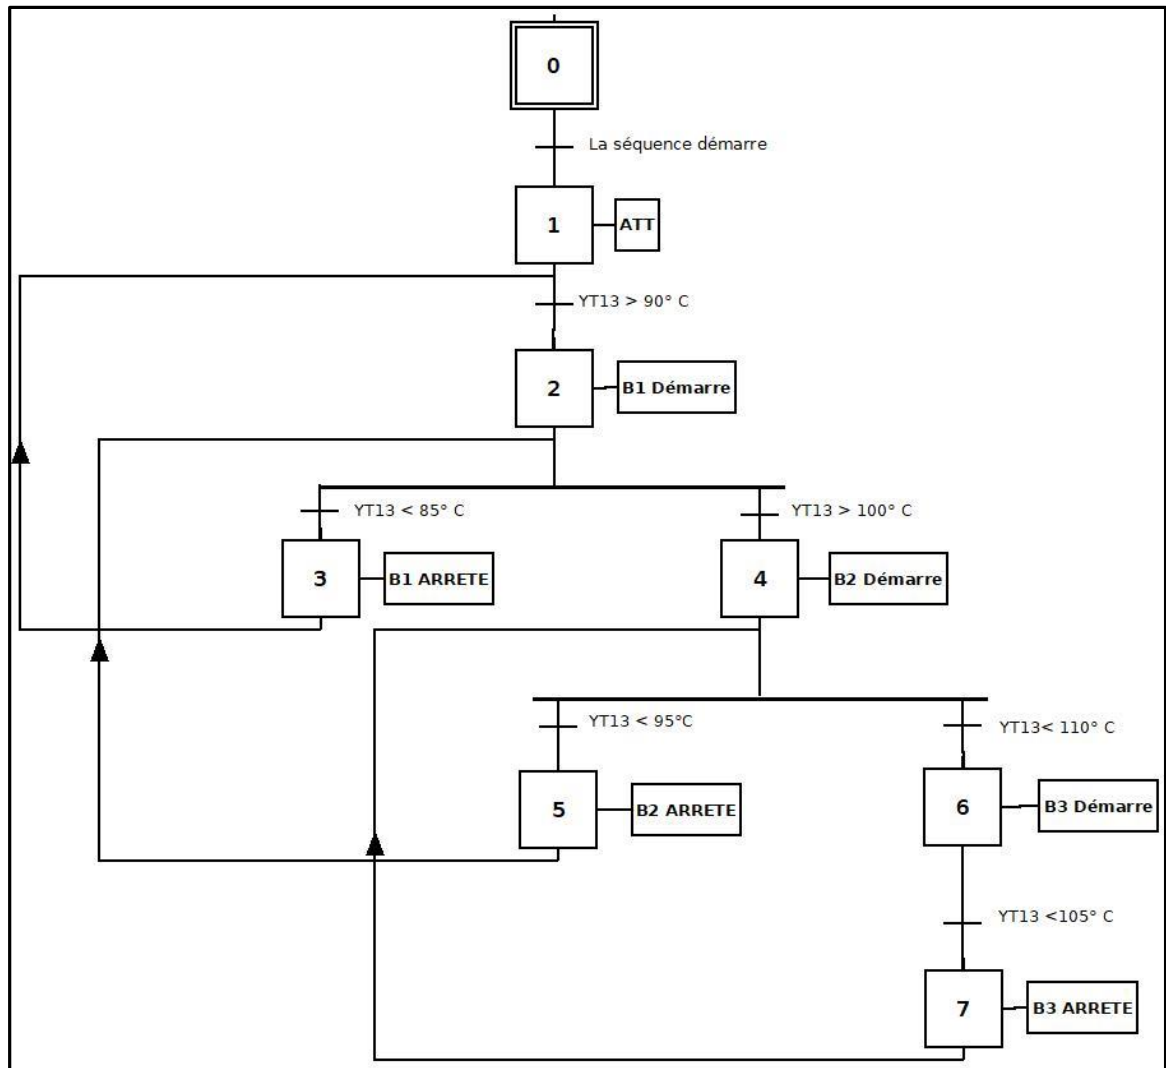 0
La séquence démarre
1
ATT
YT13 > 90° C
2
B1 Démarre
YT13 < 85° C
YT13 > 100° C
3
B1 ARRETE
4
B2 Démarre
YT13 < 95°C
YT13< 110° C
5
B2 ARRETE
6
B3 Démarre
YT13 <105° C
7
B3 ARRETE